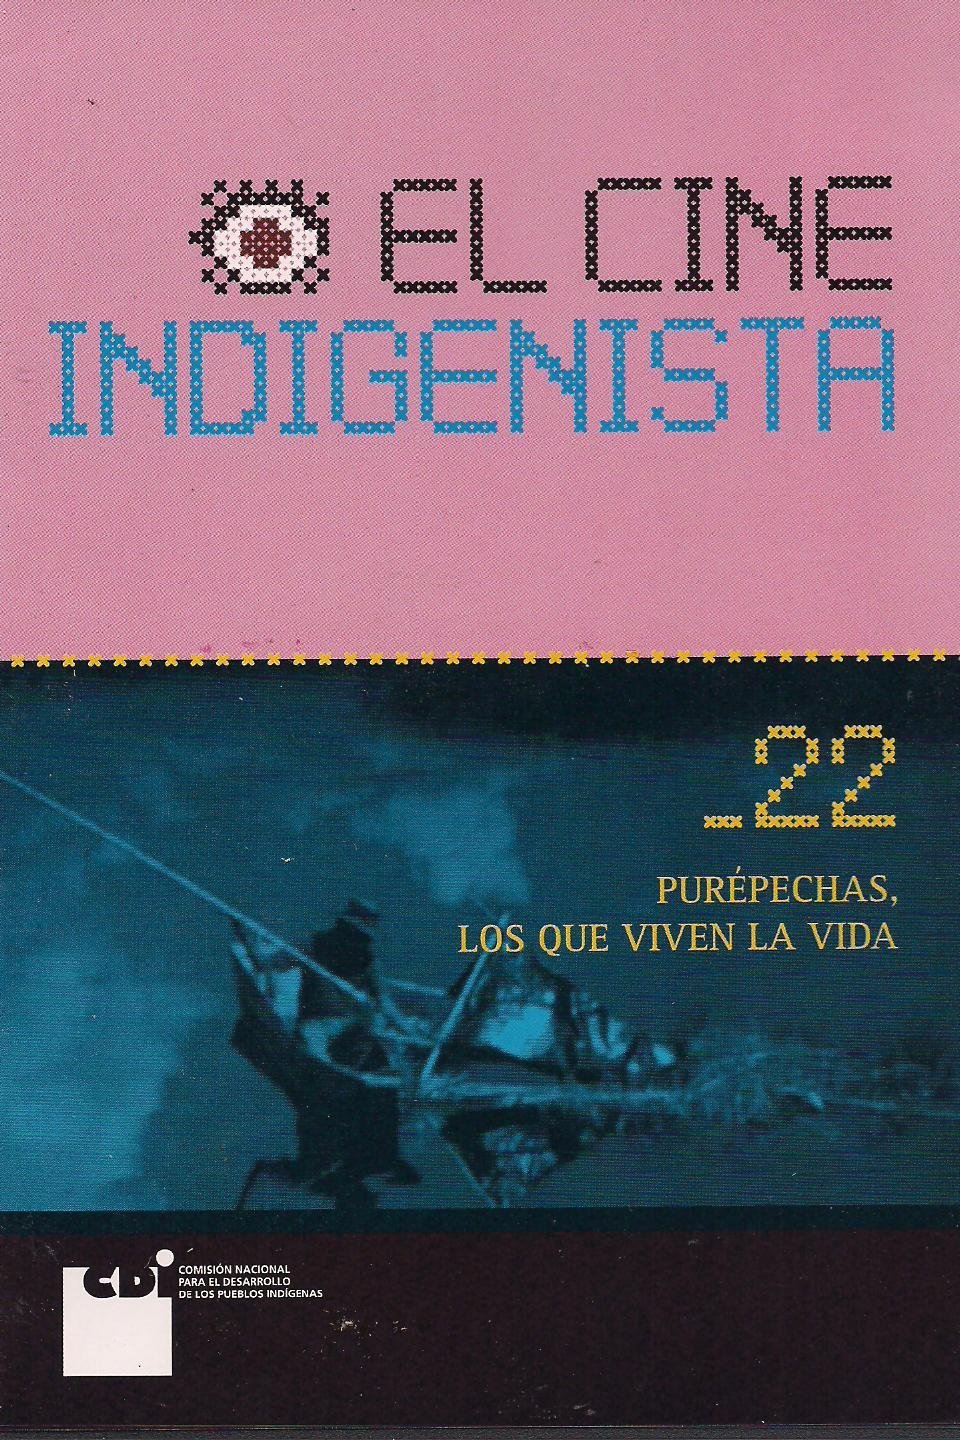 EL CINE
INDIGENISTA
_22
PURÉPECHAS,
LOS QUE VIVEN LA VIDA
CDI
COMISIÓN NACIONAL
PARA EL DESARROLLO
DE LOS PUEBLOS INDÍGENAS